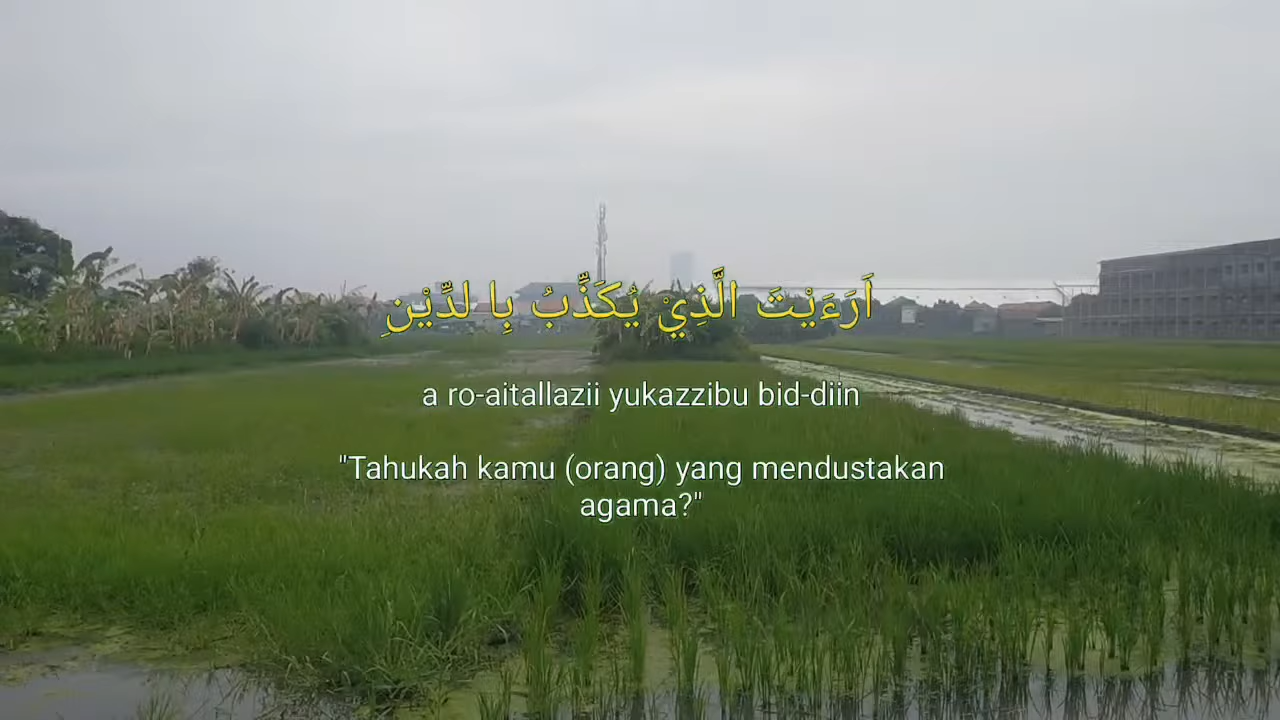 اَرَءَيْتَ الَّذِيْ يُكَذِّبُ بِا لدِّيْنِ
a ro-aitallazii yukazzibu bid-diin
"Tahukah kamu (orang) yang mendustakan
agama?"